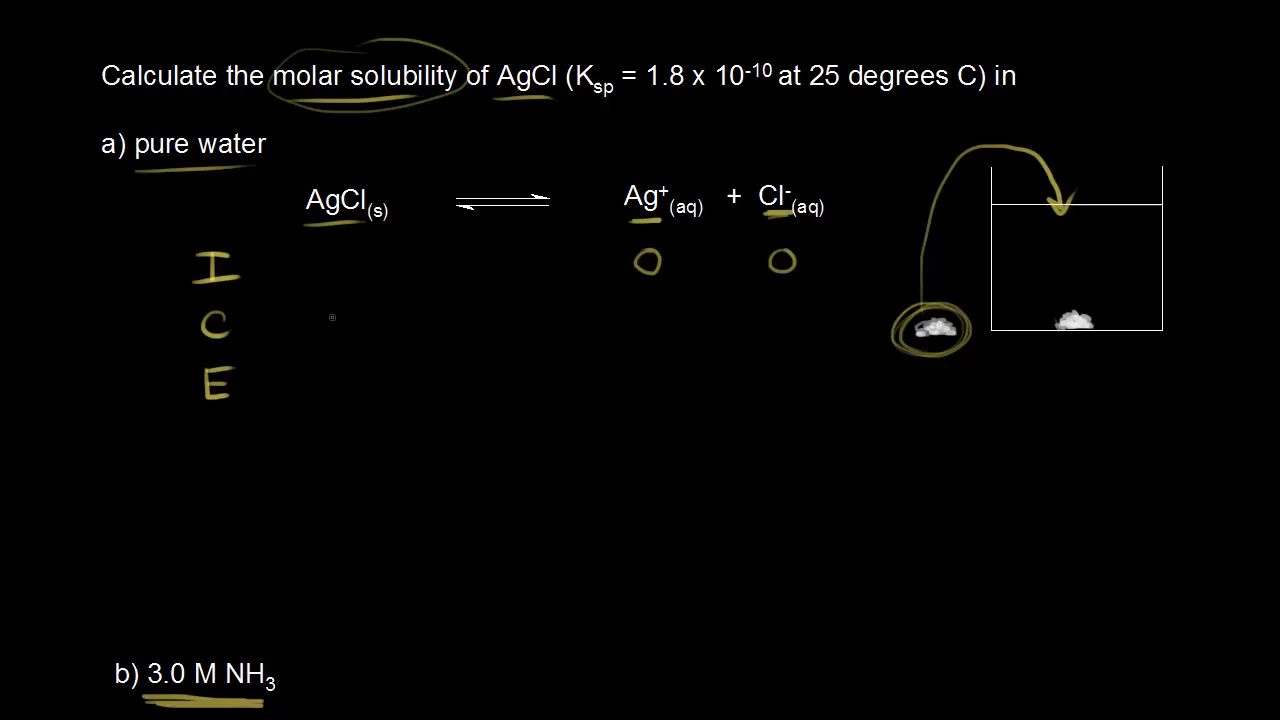 Calculate the molar solubility of AgCl (Ksp = 1.8 x 10⁻¹⁰ at 25 degrees C) in
a) pure water
AgCl(s) ⇌ Ag⁺(aq) + Cl⁻(aq)
I 0 0
C
E
b) 3.0 M NH₃